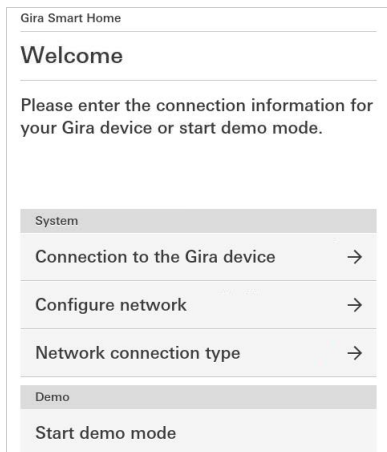 Gira Smart Home
Welcome
Please enter the connection information for
your Gira device or start demo mode.
System
Connection to the Gira device
Configure network
Network connection type
Demo
Start demo mode